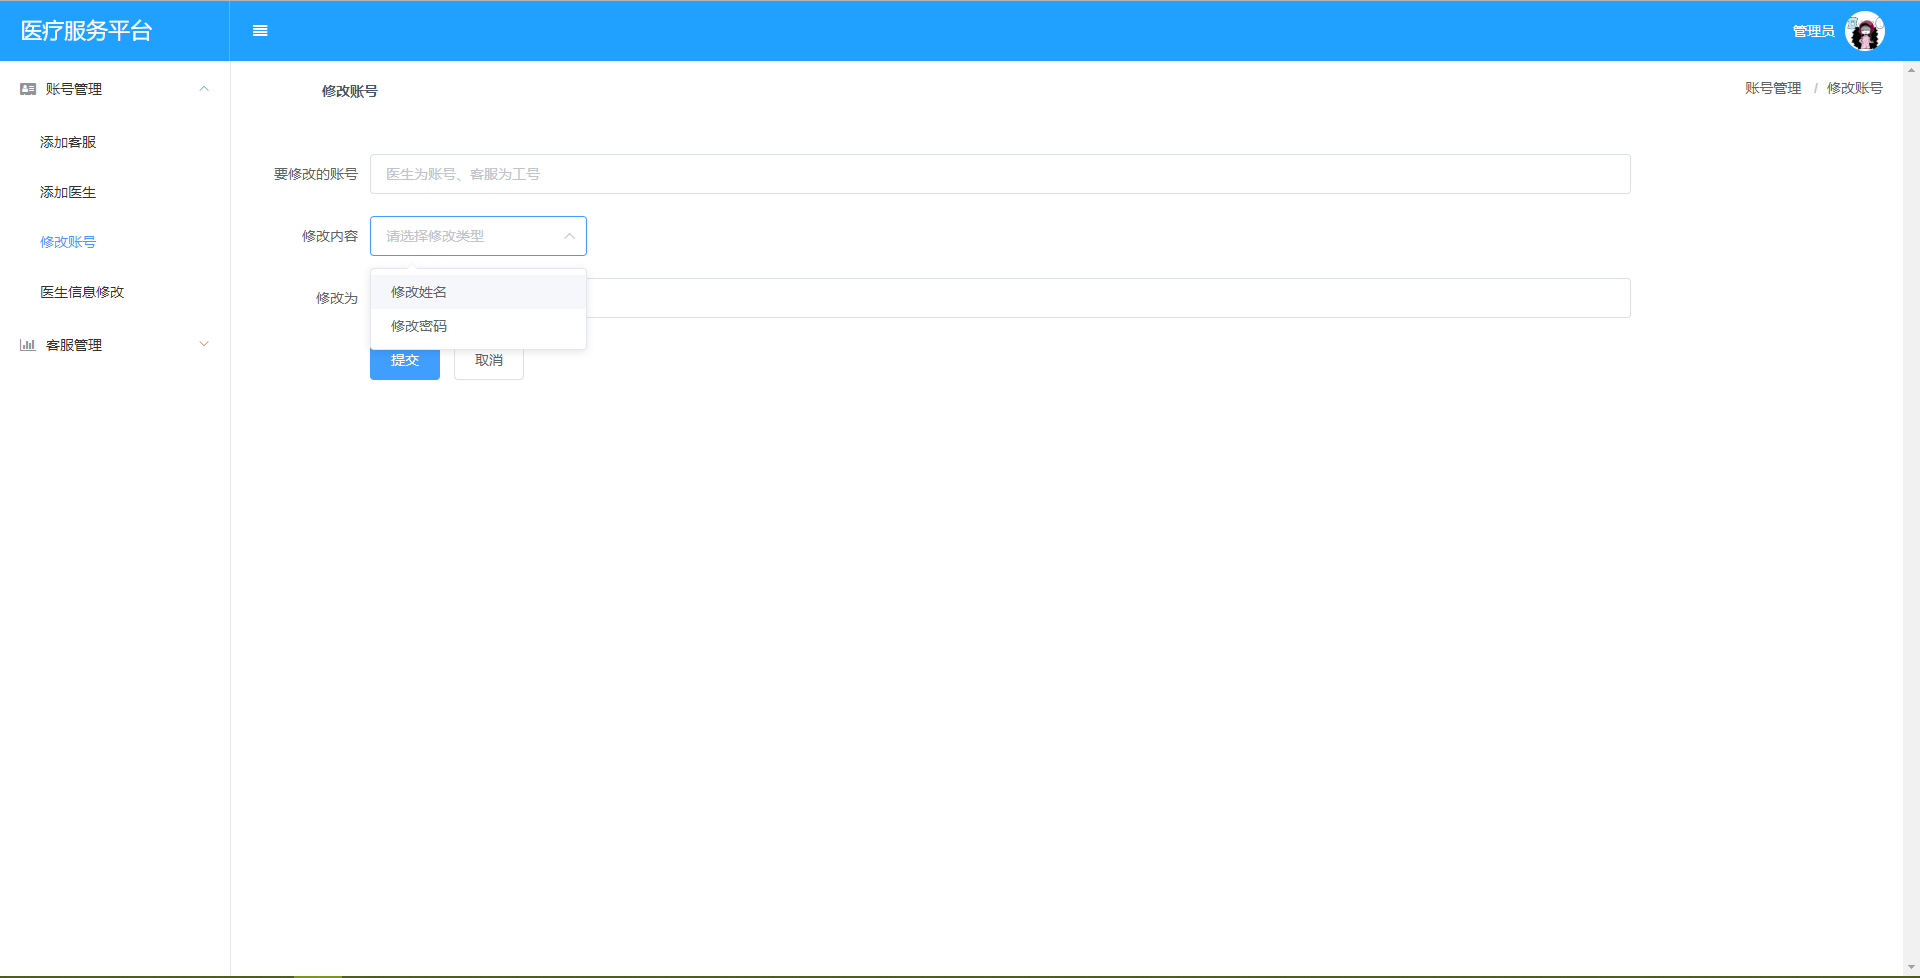 医疗服务平台
管理员
账号管理
添加客服
添加医生
修改账号
医生信息修改
客服管理
修改账号
账号管理 / 修改账号
要修改的账号 医生为账号、客服为工号
修改内容 请选择修改类型
修改为
修改姓名
修改密码
提交 取消